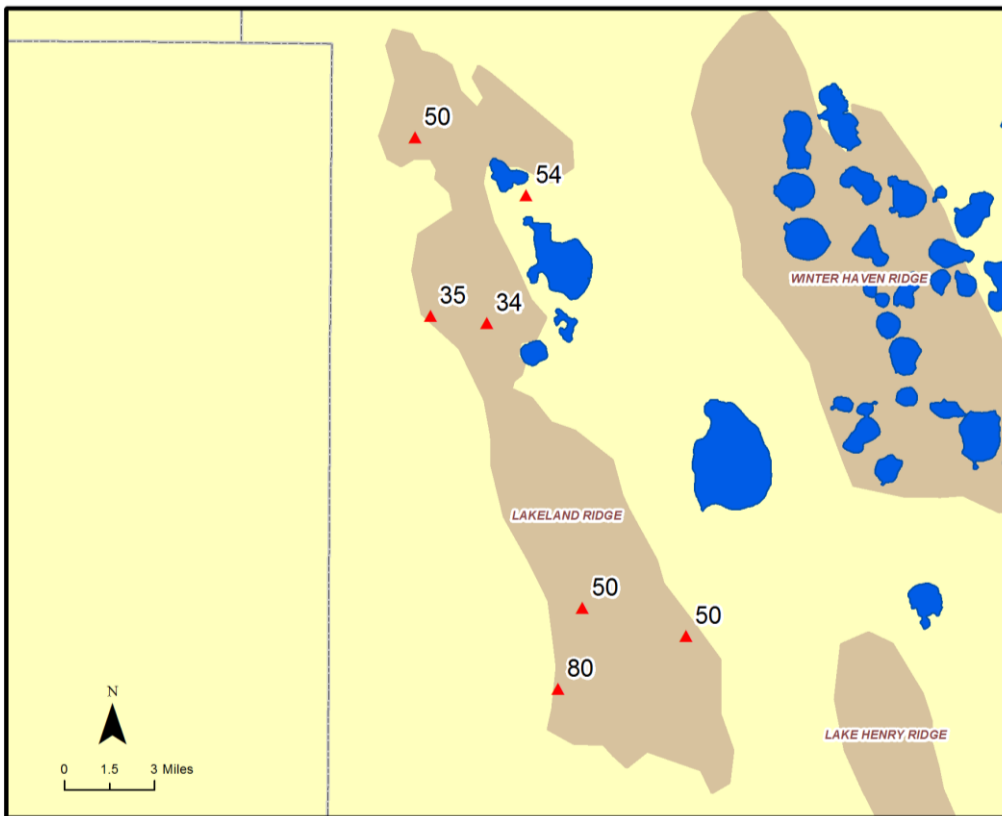 50
54
WINTER HAVEN RIDGE
35
34
LAKELAND RIDGE
50
50
80
N
LAKE HENRY RIDGE
0 1.5 3 Miles